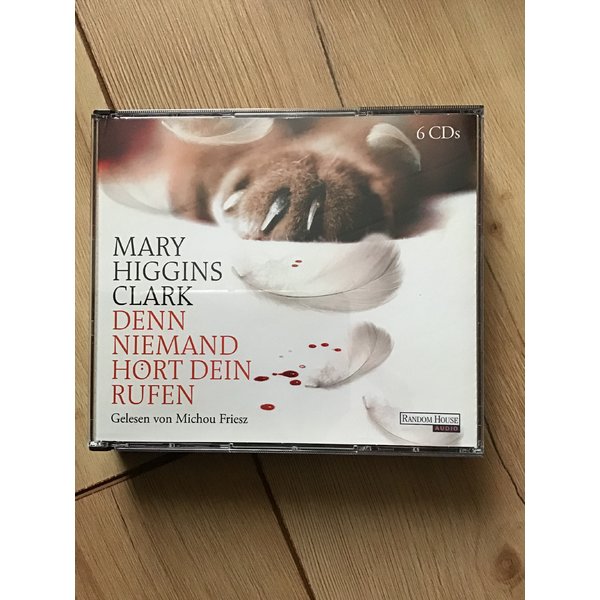 6 CDs
MARY
HIGGINS
CLARK
DENN
NIEMAND
HÖRT DEIN
RUFEN
Gelesen von Michou Friesz
RANDOM HOUSE
AUDIO